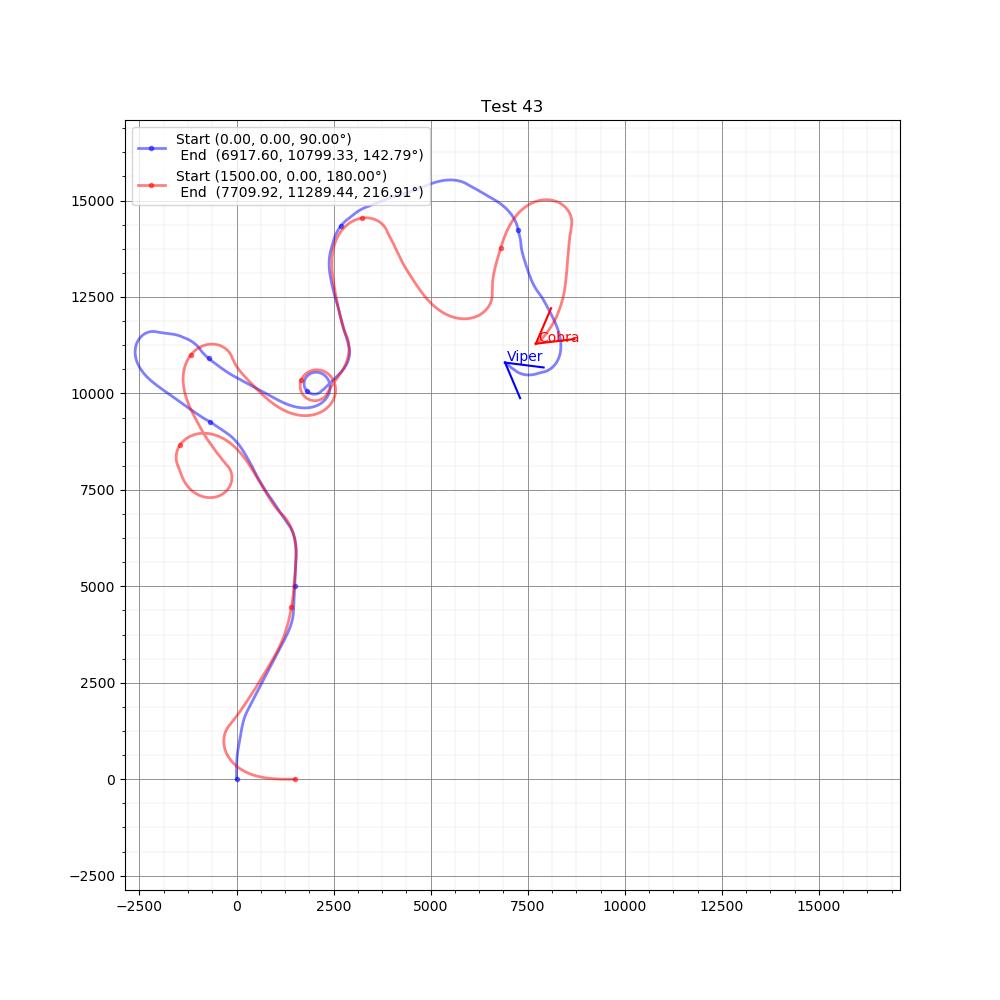 Test 43
Start (0.00, 0.00, 90.00°)
End (6917.60, 10799.33, 142.79°)
Start (1500.00, 0.00, 180.00°)
End (7709.92, 11289.44, 216.91°)
15000
12500
Cobra
Viper
10000
7500
5000
2500
0
−2500
−2500 0 2500 5000 7500 10000 12500 15000